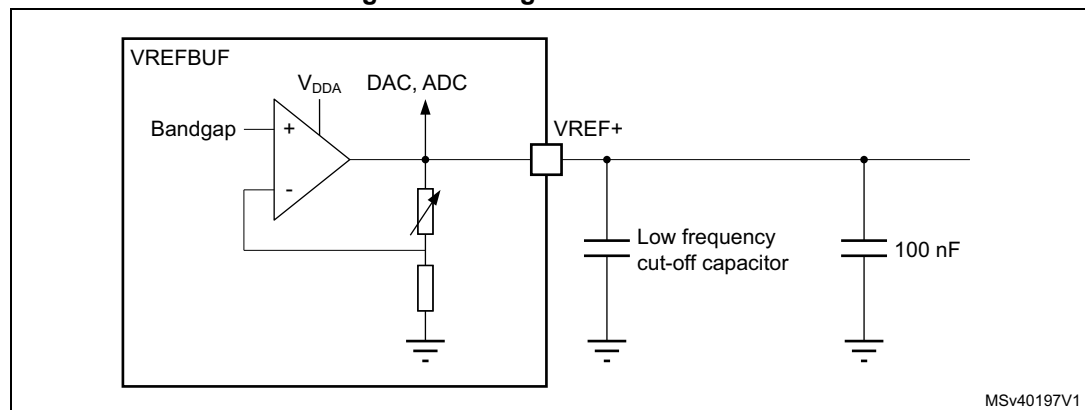 VREFBUF
V_DDA
DAC, ADC
Bandgap
+
-
VREF+
Low frequency
cut-off capacitor
100 nF
MSv40197V1